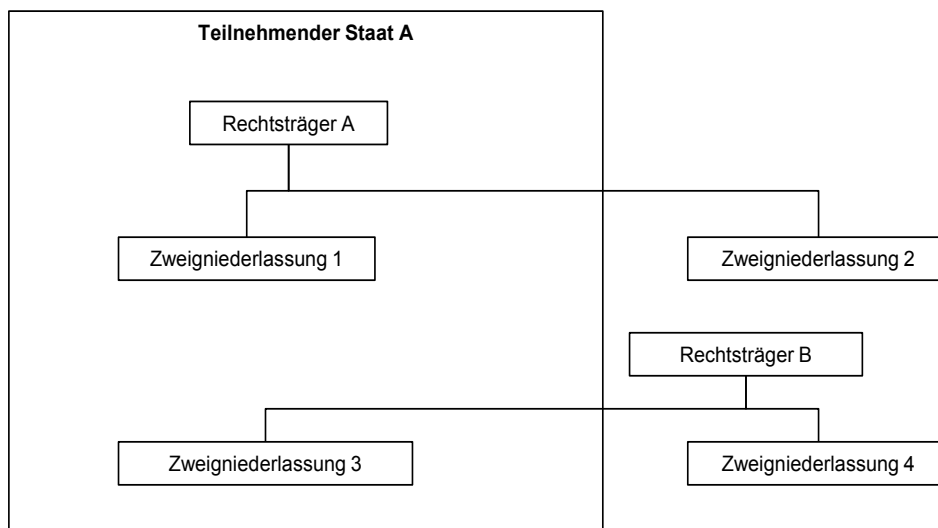 Teilnehmender Staat A
Rechtsträger A
Zweigniederlassung 1
Zweigniederlassung 2
Rechtsträger B
Zweigniederlassung 3
Zweigniederlassung 4